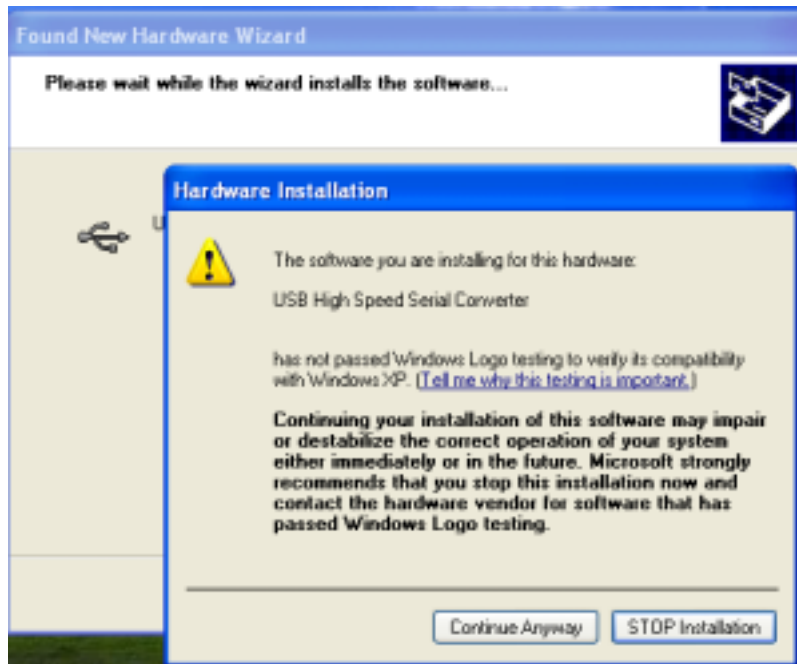 Found New Hardware Wizard
Please wait while the wizard installs the software...
Hardware Installation
The software you are installing for this hardware:
USB High Speed Serial Converter
has not passed Windows Logo testing to verify its compatibility
with Windows XP. (Tell me why this testing is important.)
Continuing your installation of this software may impair
or destabilize the correct operation of your system
either immediately or in the future. Microsoft strongly
recommends that you stop this installation now and
contact the hardware vendor for software that has
passed Windows Logo testing.
Continue Anyway
STOP Installation